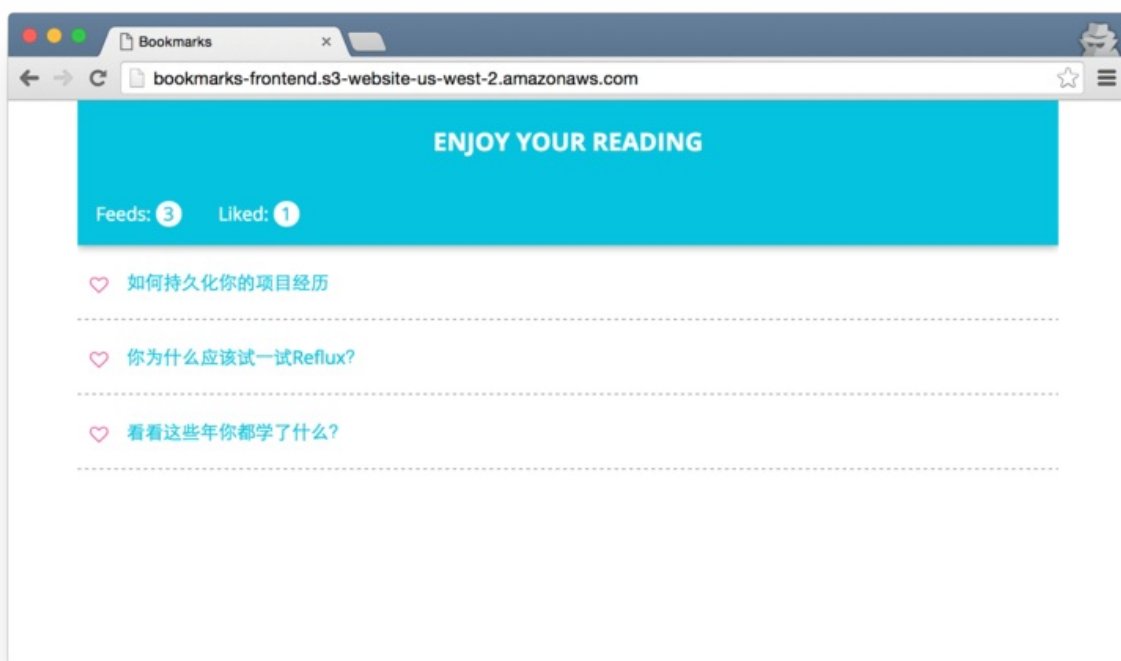 Bookmarks
bookmarks-frontend.s3-website-us-west-2.amazonaws.com
ENJOY YOUR READING
Feeds: 3 Liked: 1
如何持久化你的项目经历
你为什么应该试一试Reflux?
看看这些年你都学了什么?